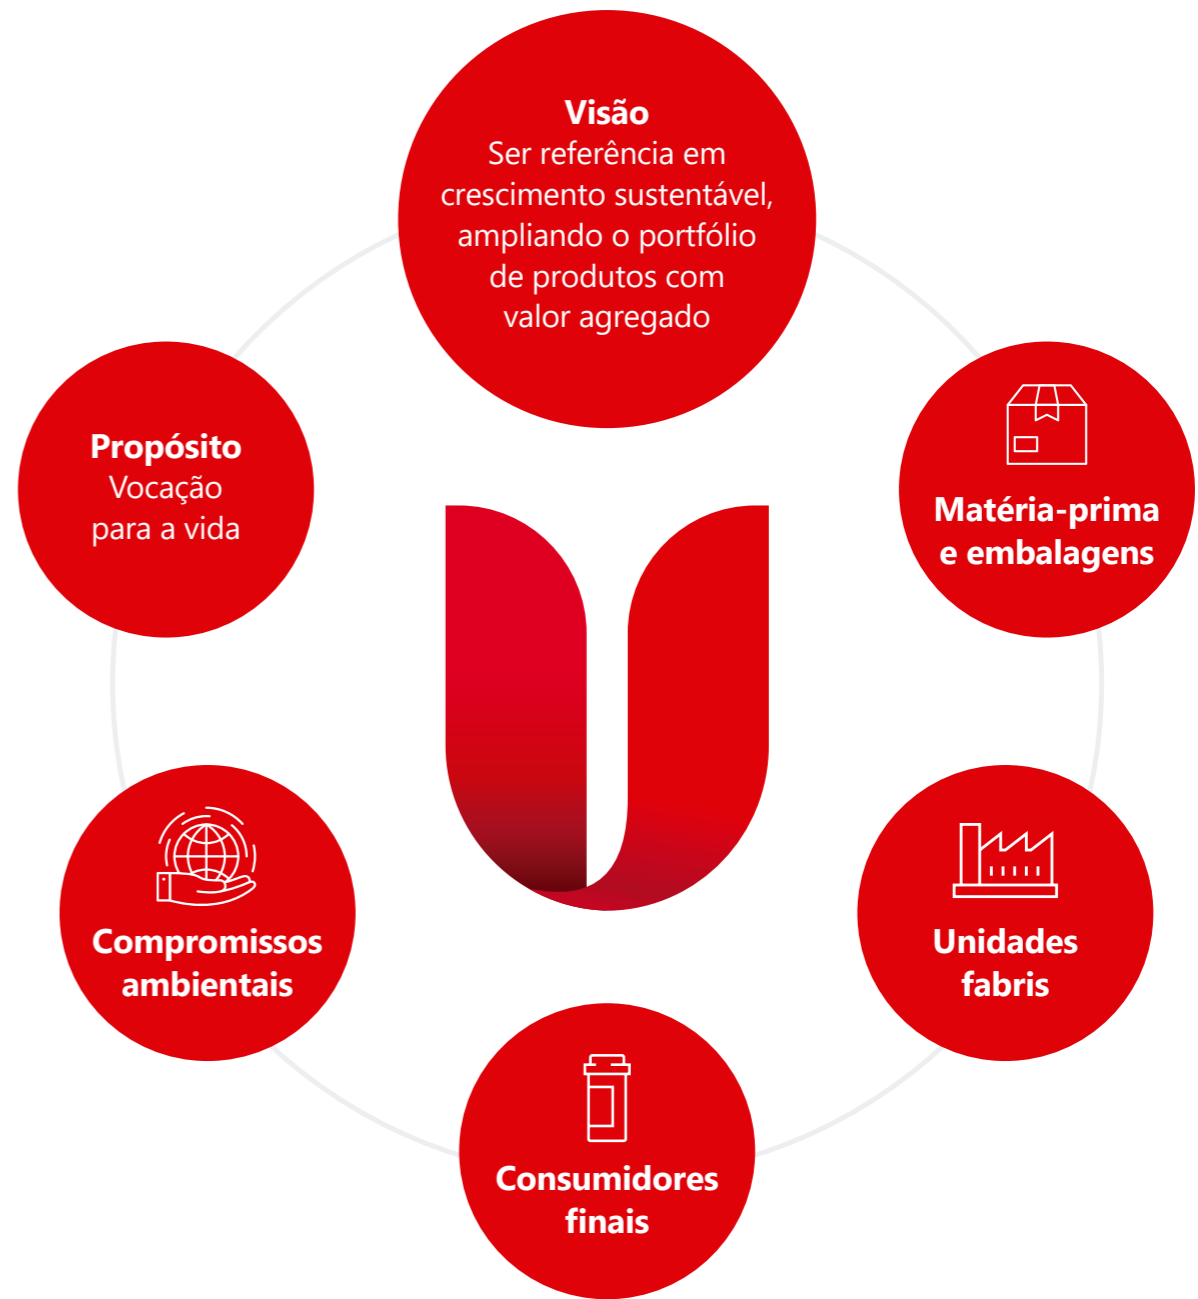 Visão
Ser referência em
crescimento sustentável,
ampliando o portfólio
de produtos com
valor agregado
Propósito
Vocação
para a vida
Matéria-prima
e embalagens
Compromissos
ambientais
Unidades
fabris
Consumidores
finais